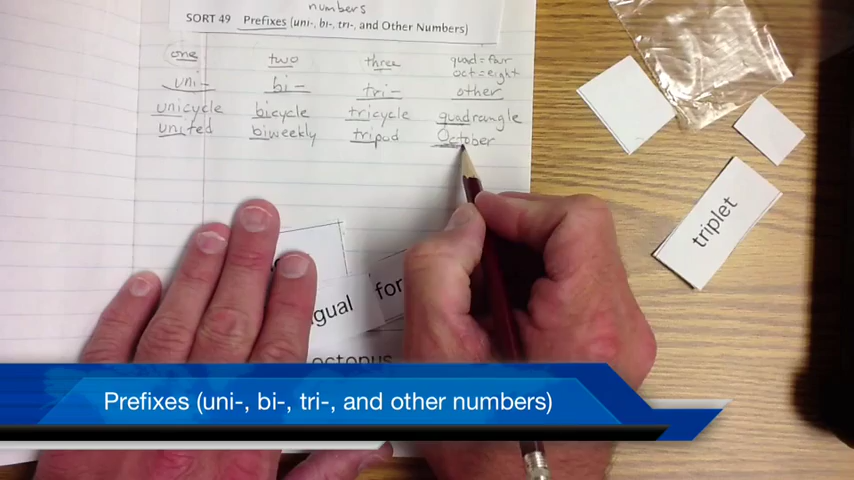 numbers
SORT 49 Prefixes (uni-, bi-, tri-, and Other Numbers)
one two three quad = four
oct = eight
uni- bi- tri- other
unicycle bicycle tricycle quadrangle
united biweekly tripod October
triplet
gual
for
octopus
Prefixes (uni-, bi-, tri-, and other numbers)